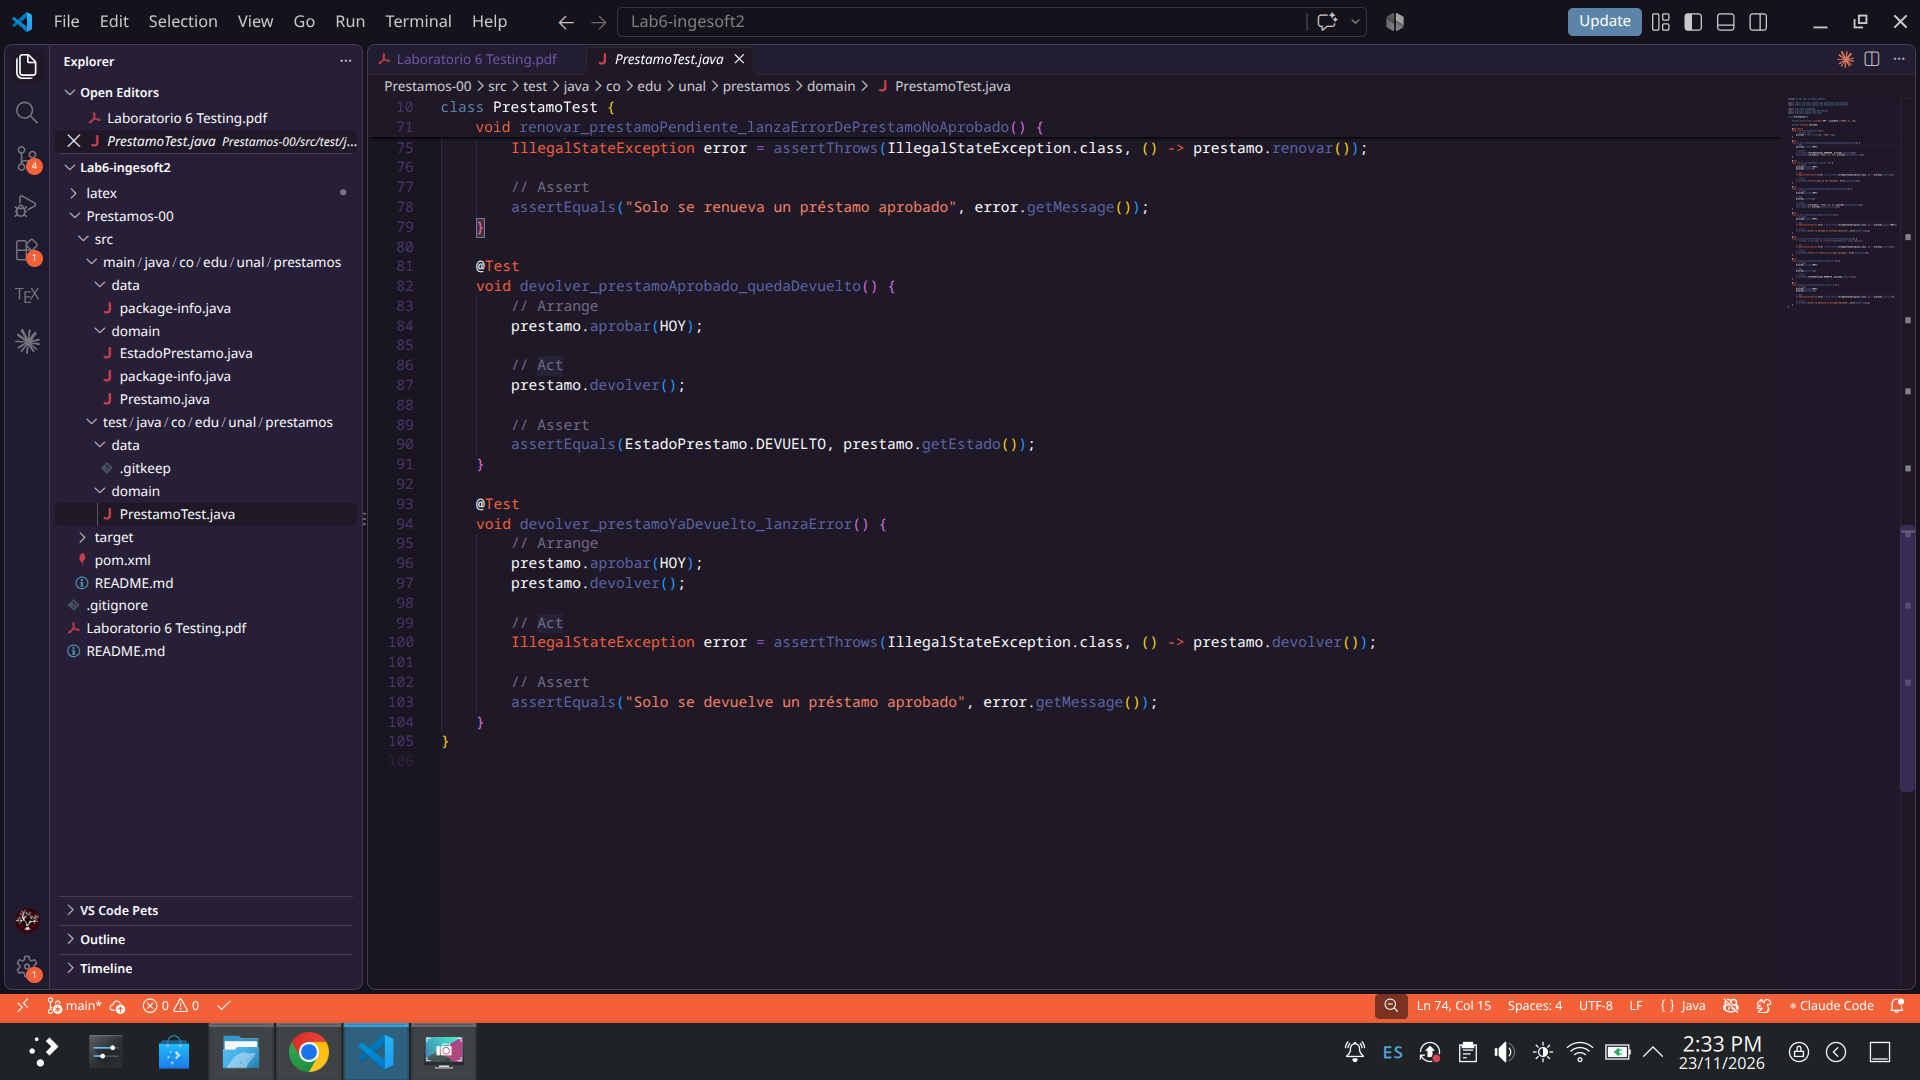 File Edit Selection View Go Run Terminal Help
Lab6-ingesoft2
Update
Explorer
Open Editors
Laboratorio 6 Testing.pdf
PrestamoTest.java Prestamos-00/src/test/j...
Lab6-ingesoft2
latex
Prestamos-00
src
main/java/co/edu/unal/prestamos
data
package-info.java
domain
EstadoPrestamo.java
package-info.java
Prestamo.java
test/java/co/edu/unal/prestamos
data
.gitkeep
domain
PrestamoTest.java
target
pom.xml
README.md
.gitignore
Laboratorio 6 Testing.pdf
README.md
VS Code Pets
Outline
Timeline
4
1
TEX
1
Laboratorio 6 Testing.pdf
PrestamoTest.java
Prestamos-00 > src > test > java > co > edu > unal > prestamos > domain > PrestamoTest.java
10 class PrestamoTest {
71 void renovar_prestamoPendiente_lanzaErrorDePrestamoNoAprobado() {
75 IllegalStateException error = assertThrows(IllegalStateException.class, () -> prestamo.renovar());
76
77 // Assert
78 assertEquals("Solo se renueva un préstamo aprobado", error.getMessage());
79 }
80
81 @Test
82 void devolver_prestamoAprobado_quedaDevuelto() {
83 // Arrange
84 prestamo.aprobar(HOY);
85
86 // Act
87 prestamo.devolver();
88
89 // Assert
90 assertEquals(EstadoPrestamo.DEVUELTO, prestamo.getEstado());
91 }
92
93 @Test
94 void devolver_prestamoYaDevuelto_lanzaError() {
95 // Arrange
96 prestamo.aprobar(HOY);
97 prestamo.devolver();
98
99 // Act
100 IllegalStateException error = assertThrows(IllegalStateException.class, () -> prestamo.devolver());
101
102 // Assert
103 assertEquals("Solo se devuelve un préstamo aprobado", error.getMessage());
104 }
105 }
106
main* 0 0
Ln 74, Col 15 Spaces: 4 UTF-8 LF { } Java Claude Code
ES
2:33 PM
23/11/2026